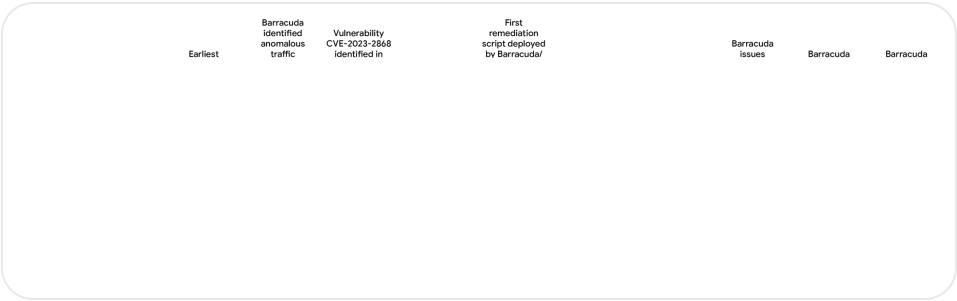 Earliest
Barracuda
identified
anomalous
traffic
Vulnerability
CVE-2023-2868
identified in
First
remediation
script deployed
by Barracuda/
Barracuda
issues
Barracuda
Barracuda